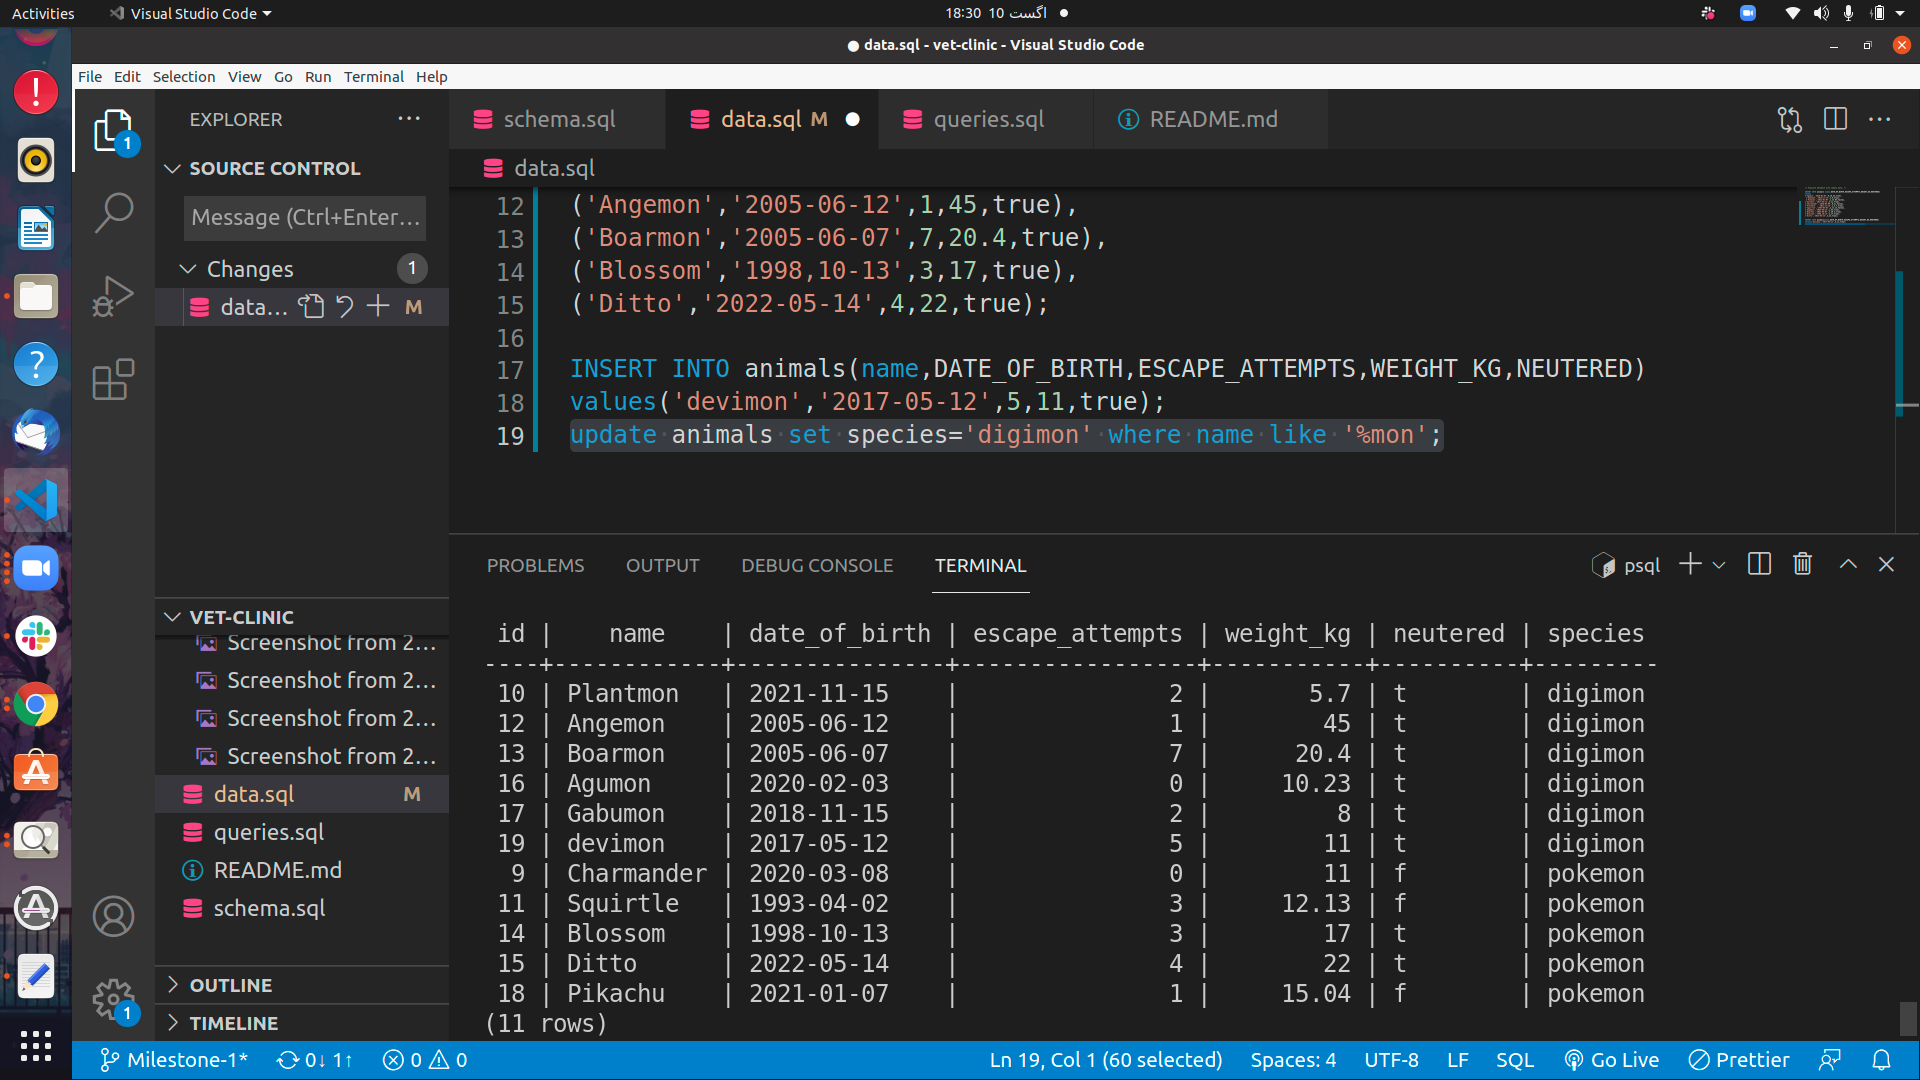 Activities
Visual Studio Code
اگست 10 18:30
data.sql - vet-clinic - Visual Studio Code
File Edit Selection View Go Run Terminal Help
EXPLORER
SOURCE CONTROL
Message (Ctrl+Enter...
Changes 1
data... M
schema.sql
data.sql M
queries.sql
README.md
data.sql
12 ('Angemon','2005-06-12',1,45,true),
13 ('Boarmon','2005-06-07',7,20.4,true),
14 ('Blossom','1998,10-13',3,17,true),
15 ('Ditto','2022-05-14',4,22,true);
16
17 INSERT INTO animals(name,DATE_OF_BIRTH,ESCAPE_ATTEMPTS,WEIGHT_KG,NEUTERED)
18 values('devimon','2017-05-12',5,11,true);
19 update animals set species='digimon' where name like '%mon';
VET-CLINIC
Screenshot from 2...
Screenshot from 2...
Screenshot from 2...
Screenshot from 2...
data.sql M
queries.sql
README.md
schema.sql
OUTLINE
TIMELINE
1
1
PROBLEMS OUTPUT DEBUG CONSOLE TERMINAL
psql
id | name | date_of_birth | escape_attempts | weight_kg | neutered | species
----+------------+---------------+-----------------+-----------+----------+---------
10 | Plantmon | 2021-11-15 | 2 | 5.7 | t | digimon
12 | Angemon | 2005-06-12 | 1 | 45 | t | digimon
13 | Boarmon | 2005-06-07 | 7 | 20.4 | t | digimon
16 | Agumon | 2020-02-03 | 0 | 10.23 | t | digimon
17 | Gabumon | 2018-11-15 | 2 | 8 | t | digimon
19 | devimon | 2017-05-12 | 5 | 11 | t | digimon
9 | Charmander | 2020-03-08 | 0 | 11 | f | pokemon
11 | Squirtle | 1993-04-02 | 3 | 12.13 | f | pokemon
14 | Blossom | 1998-10-13 | 3 | 17 | t | pokemon
15 | Ditto | 2022-05-14 | 4 | 22 | t | pokemon
18 | Pikachu | 2021-01-07 | 1 | 15.04 | f | pokemon
(11 rows)
Milestone-1* 0↓ 1↑ 0 0
Ln 19, Col 1 (60 selected) Spaces: 4 UTF-8 LF SQL Go Live Prettier